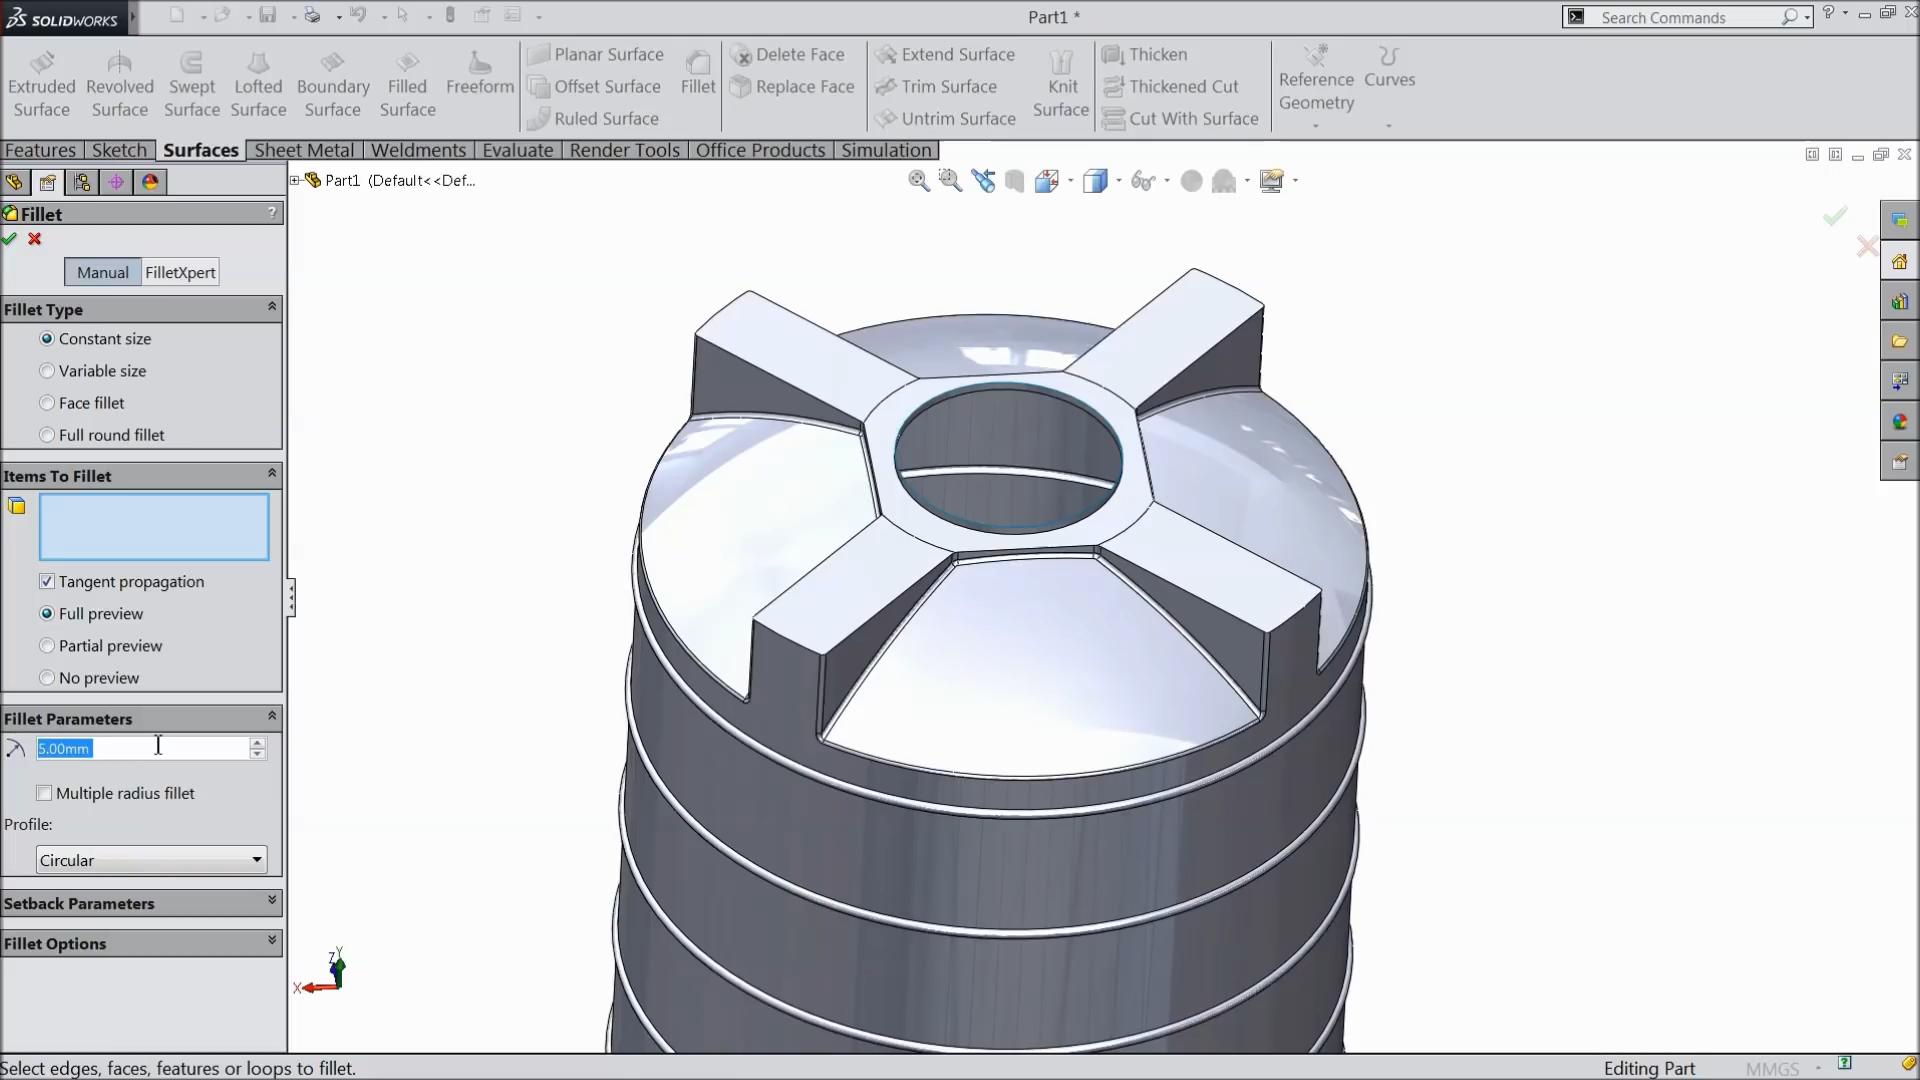 SOLIDWORKS
Part1 *
Search Commands
Extruded Surface
Revolved Surface
Swept Surface
Lofted Surface
Boundary Surface
Filled Surface
Freeform
Planar Surface
Offset Surface
Ruled Surface
Fillet
Delete Face
Replace Face
Extend Surface
Trim Surface
Untrim Surface
Knit Surface
Thicken
Thickened Cut
Cut With Surface
Reference Geometry
Curves
Features
Sketch
Surfaces
Sheet Metal
Weldments
Evaluate
Render Tools
Office Products
Simulation
Part1 (Default<<Def...
Fillet
?
Manual
FilletXpert
Fillet Type
Constant size
Variable size
Face fillet
Full round fillet
Items To Fillet
Tangent propagation
Full preview
Partial preview
No preview
Fillet Parameters
5.00mm
Multiple radius fillet
Profile:
Circular
Setback Parameters
Fillet Options
Y
Z
X
Select edges, faces, features or loops to fillet.
Editing Part
MMGS